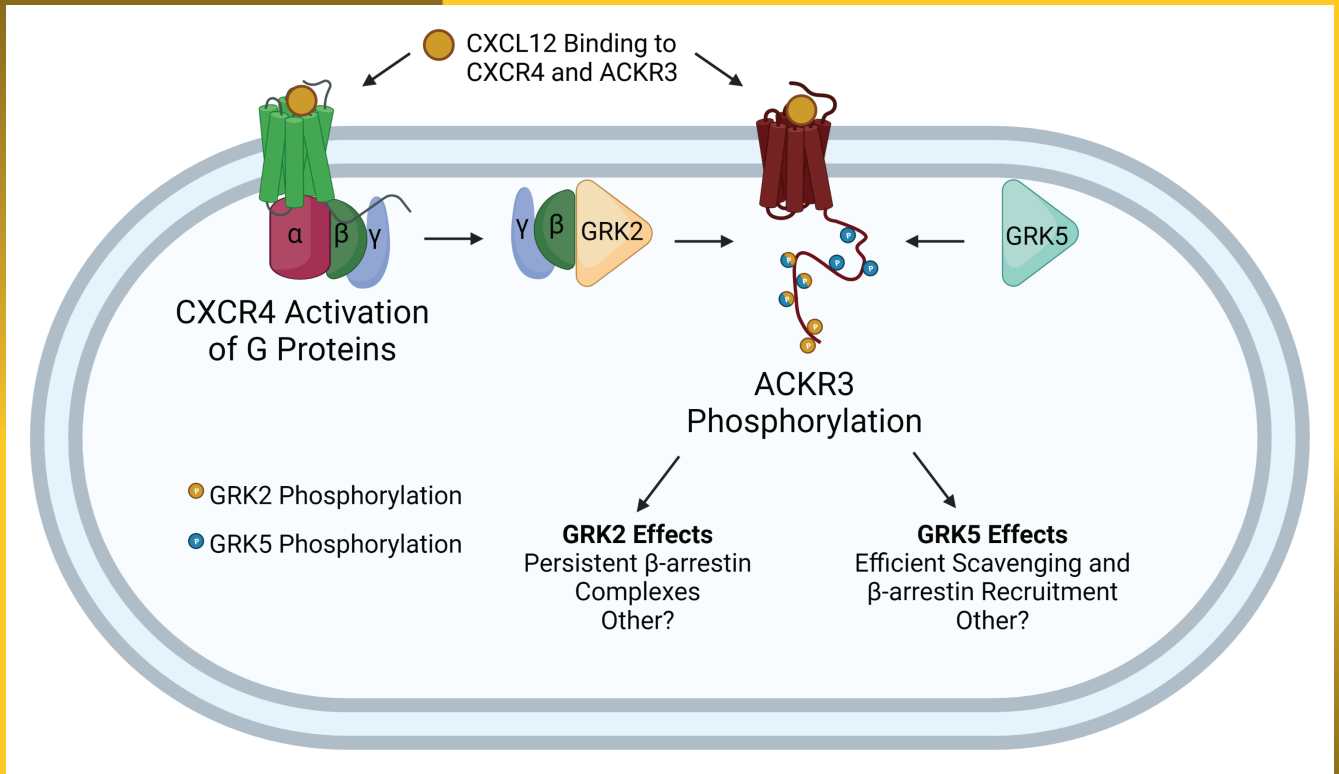 CXCL12 Binding to
CXCR4 and ACKR3
α
β
γ
γ
β
GRK2
GRK5
P
P
P
P
P
P
P
P
CXCR4 Activation
of G Proteins
ACKR3
Phosphorylation
P GRK2 Phosphorylation
P GRK5 Phosphorylation
GRK2 Effects
Persistent β-arrestin
Complexes
Other?
GRK5 Effects
Efficient Scavenging and
β-arrestin Recruitment
Other?